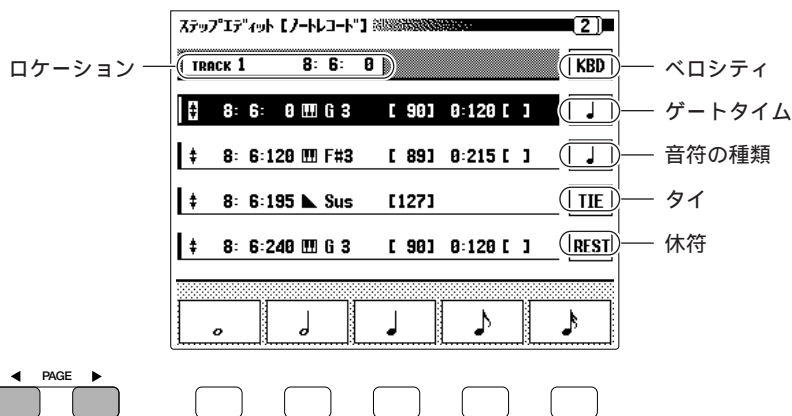 ステップエディット【ノートレコード】 2
ロケーション TRACK 1 8: 6: 0 KBD ベロシティ
8: 6: 0 G 3 [ 90] 0:120 [ ] ♩ ゲートタイム
8: 6:120 F#3 [ 89] 0:215 [ ] ♩ 音符の種類
8: 6:195 Sus [127] TIE タイ
8: 6:240 G 3 [ 90] 0:120 [ ] REST 休符
◀ PAGE ▶